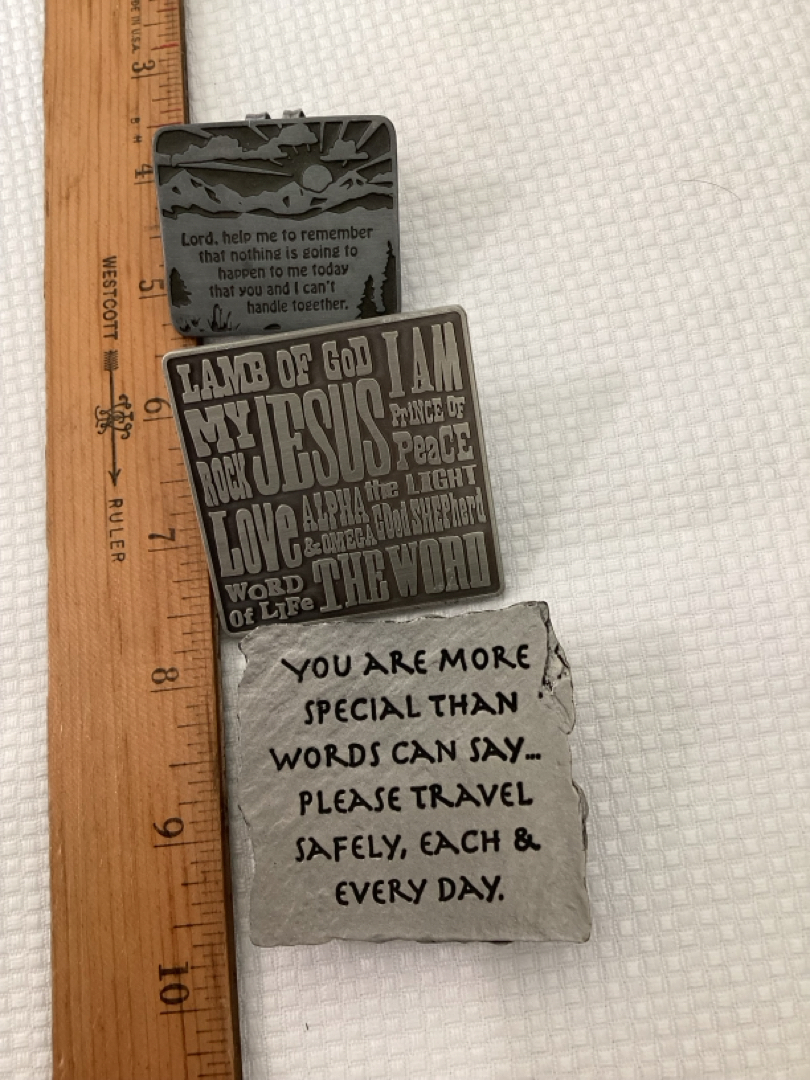 MADE IN U.S.A.
3
B H
4
5
WESTCOTT
6
RULER
7
8
9
10
Lord, help me to remember
that nothing is going to
happen to me today
that you and I can't
handle together.
LAMB OF GOD I AM
MY JESUS PRINCE OF
ROCK PeaCE
LOVE ALPHA the LIGHT
& OMEGA GOod SHEPherd
WORD THE WORD
Of LIFe
YOU ARE MORE
SPECIAL THAN
WORDS CAN SAY...
PLEASE TRAVEL
SAFELY, EACH &
EVERY DAY.